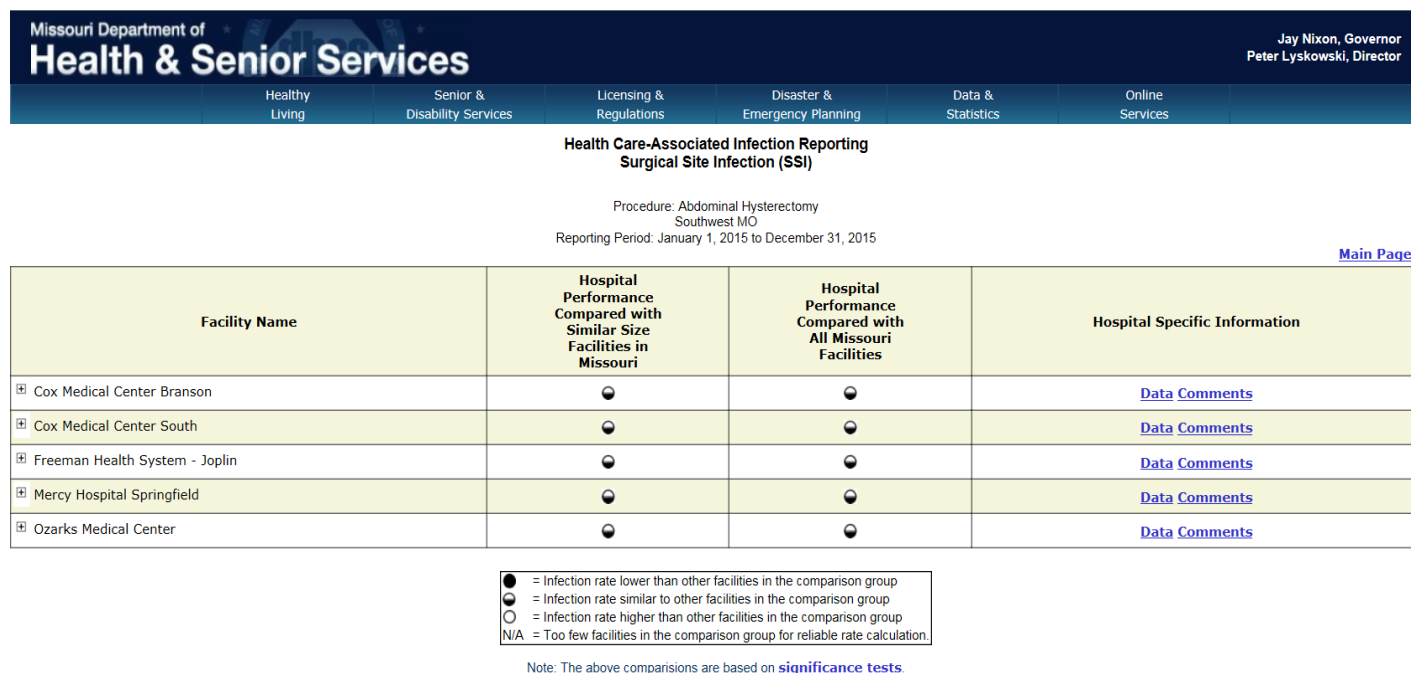 Missouri Department of
Health & Senior Services
Jay Nixon, Governor
Peter Lyskowski, Director
Healthy Living
Senior & Disability Services
Licensing & Regulations
Disaster & Emergency Planning
Data & Statistics
Online Services
Health Care-Associated Infection Reporting
Surgical Site Infection (SSI)
Procedure: Abdominal Hysterectomy
Southwest MO
Reporting Period: January 1, 2015 to December 31, 2015
Main Page
Facility Name
Hospital
Performance
Compared with
Similar Size
Facilities in
Missouri
Hospital
Performance
Compared with
All Missouri
Facilities
Hospital Specific Information
Cox Medical Center Branson Data Comments
Cox Medical Center South Data Comments
Freeman Health System - Joplin Data Comments
Mercy Hospital Springfield Data Comments
Ozarks Medical Center Data Comments
= Infection rate lower than other facilities in the comparison group
= Infection rate similar to other facilities in the comparison group
= Infection rate higher than other facilities in the comparison group
N/A = Too few facilities in the comparison group for reliable rate calculation.
Note: The above comparisions are based on significance tests.